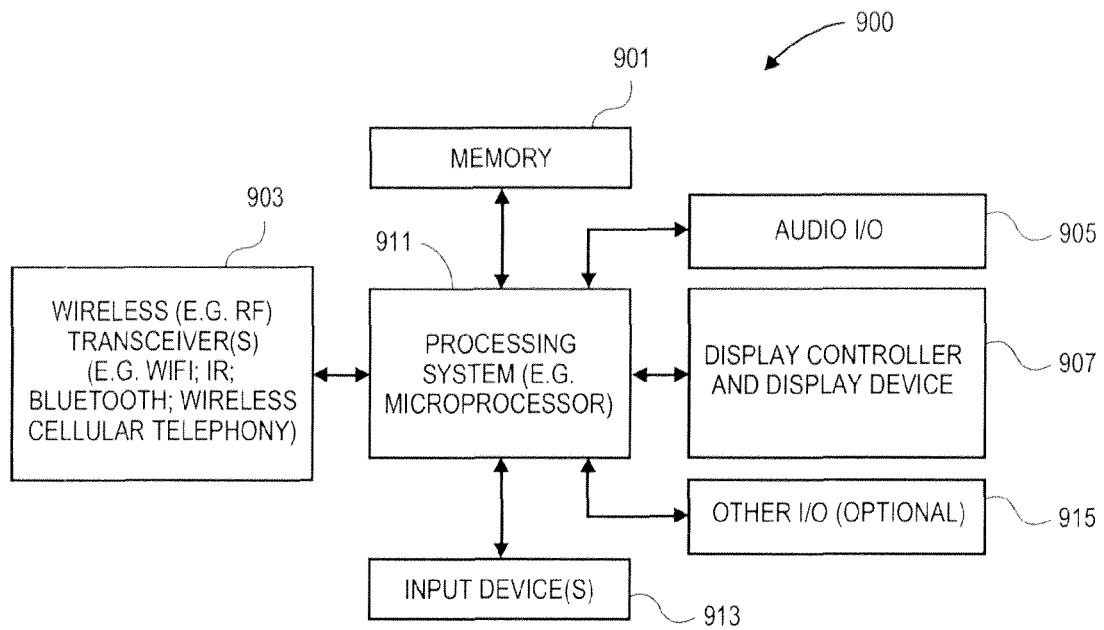 900
901
MEMORY
903
911
AUDIO I/O
905
WIRELESS (E.G. RF)
TRANSCEIVER(S)
(E.G. WIFI; IR;
BLUETOOTH; WIRELESS
CELLULAR TELEPHONY)
PROCESSING
SYSTEM (E.G.
MICROPROCESSOR)
DISPLAY CONTROLLER
AND DISPLAY DEVICE
907
OTHER I/O (OPTIONAL)
915
INPUT DEVICE(S)
913